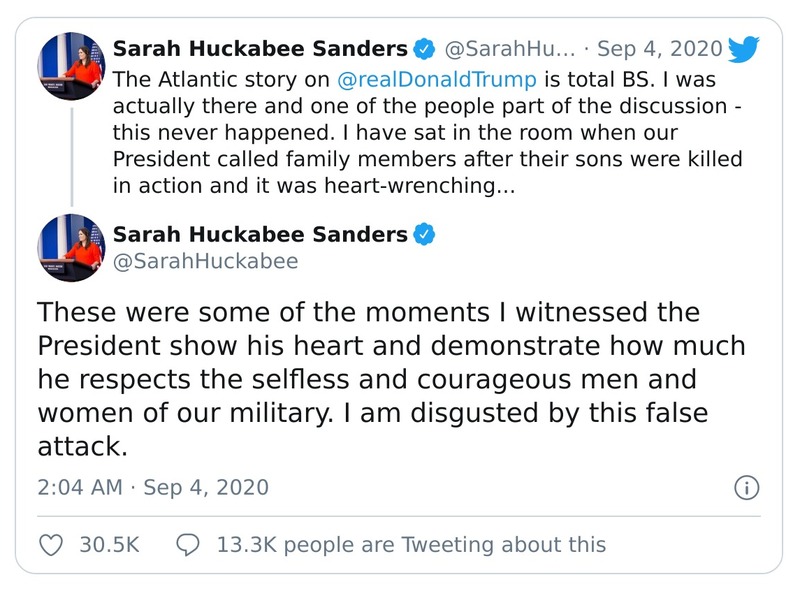 Sarah Huckabee Sanders @SarahHu... · Sep 4, 2020
The Atlantic story on @realDonaldTrump is total BS. I was
actually there and one of the people part of the discussion -
this never happened. I have sat in the room when our
President called family members after their sons were killed
in action and it was heart-wrenching...
Sarah Huckabee Sanders
@SarahHuckabee
These were some of the moments I witnessed the
President show his heart and demonstrate how much
he respects the selfless and courageous men and
women of our military. I am disgusted by this false
attack.
2:04 AM · Sep 4, 2020
30.5K 13.3K people are Tweeting about this